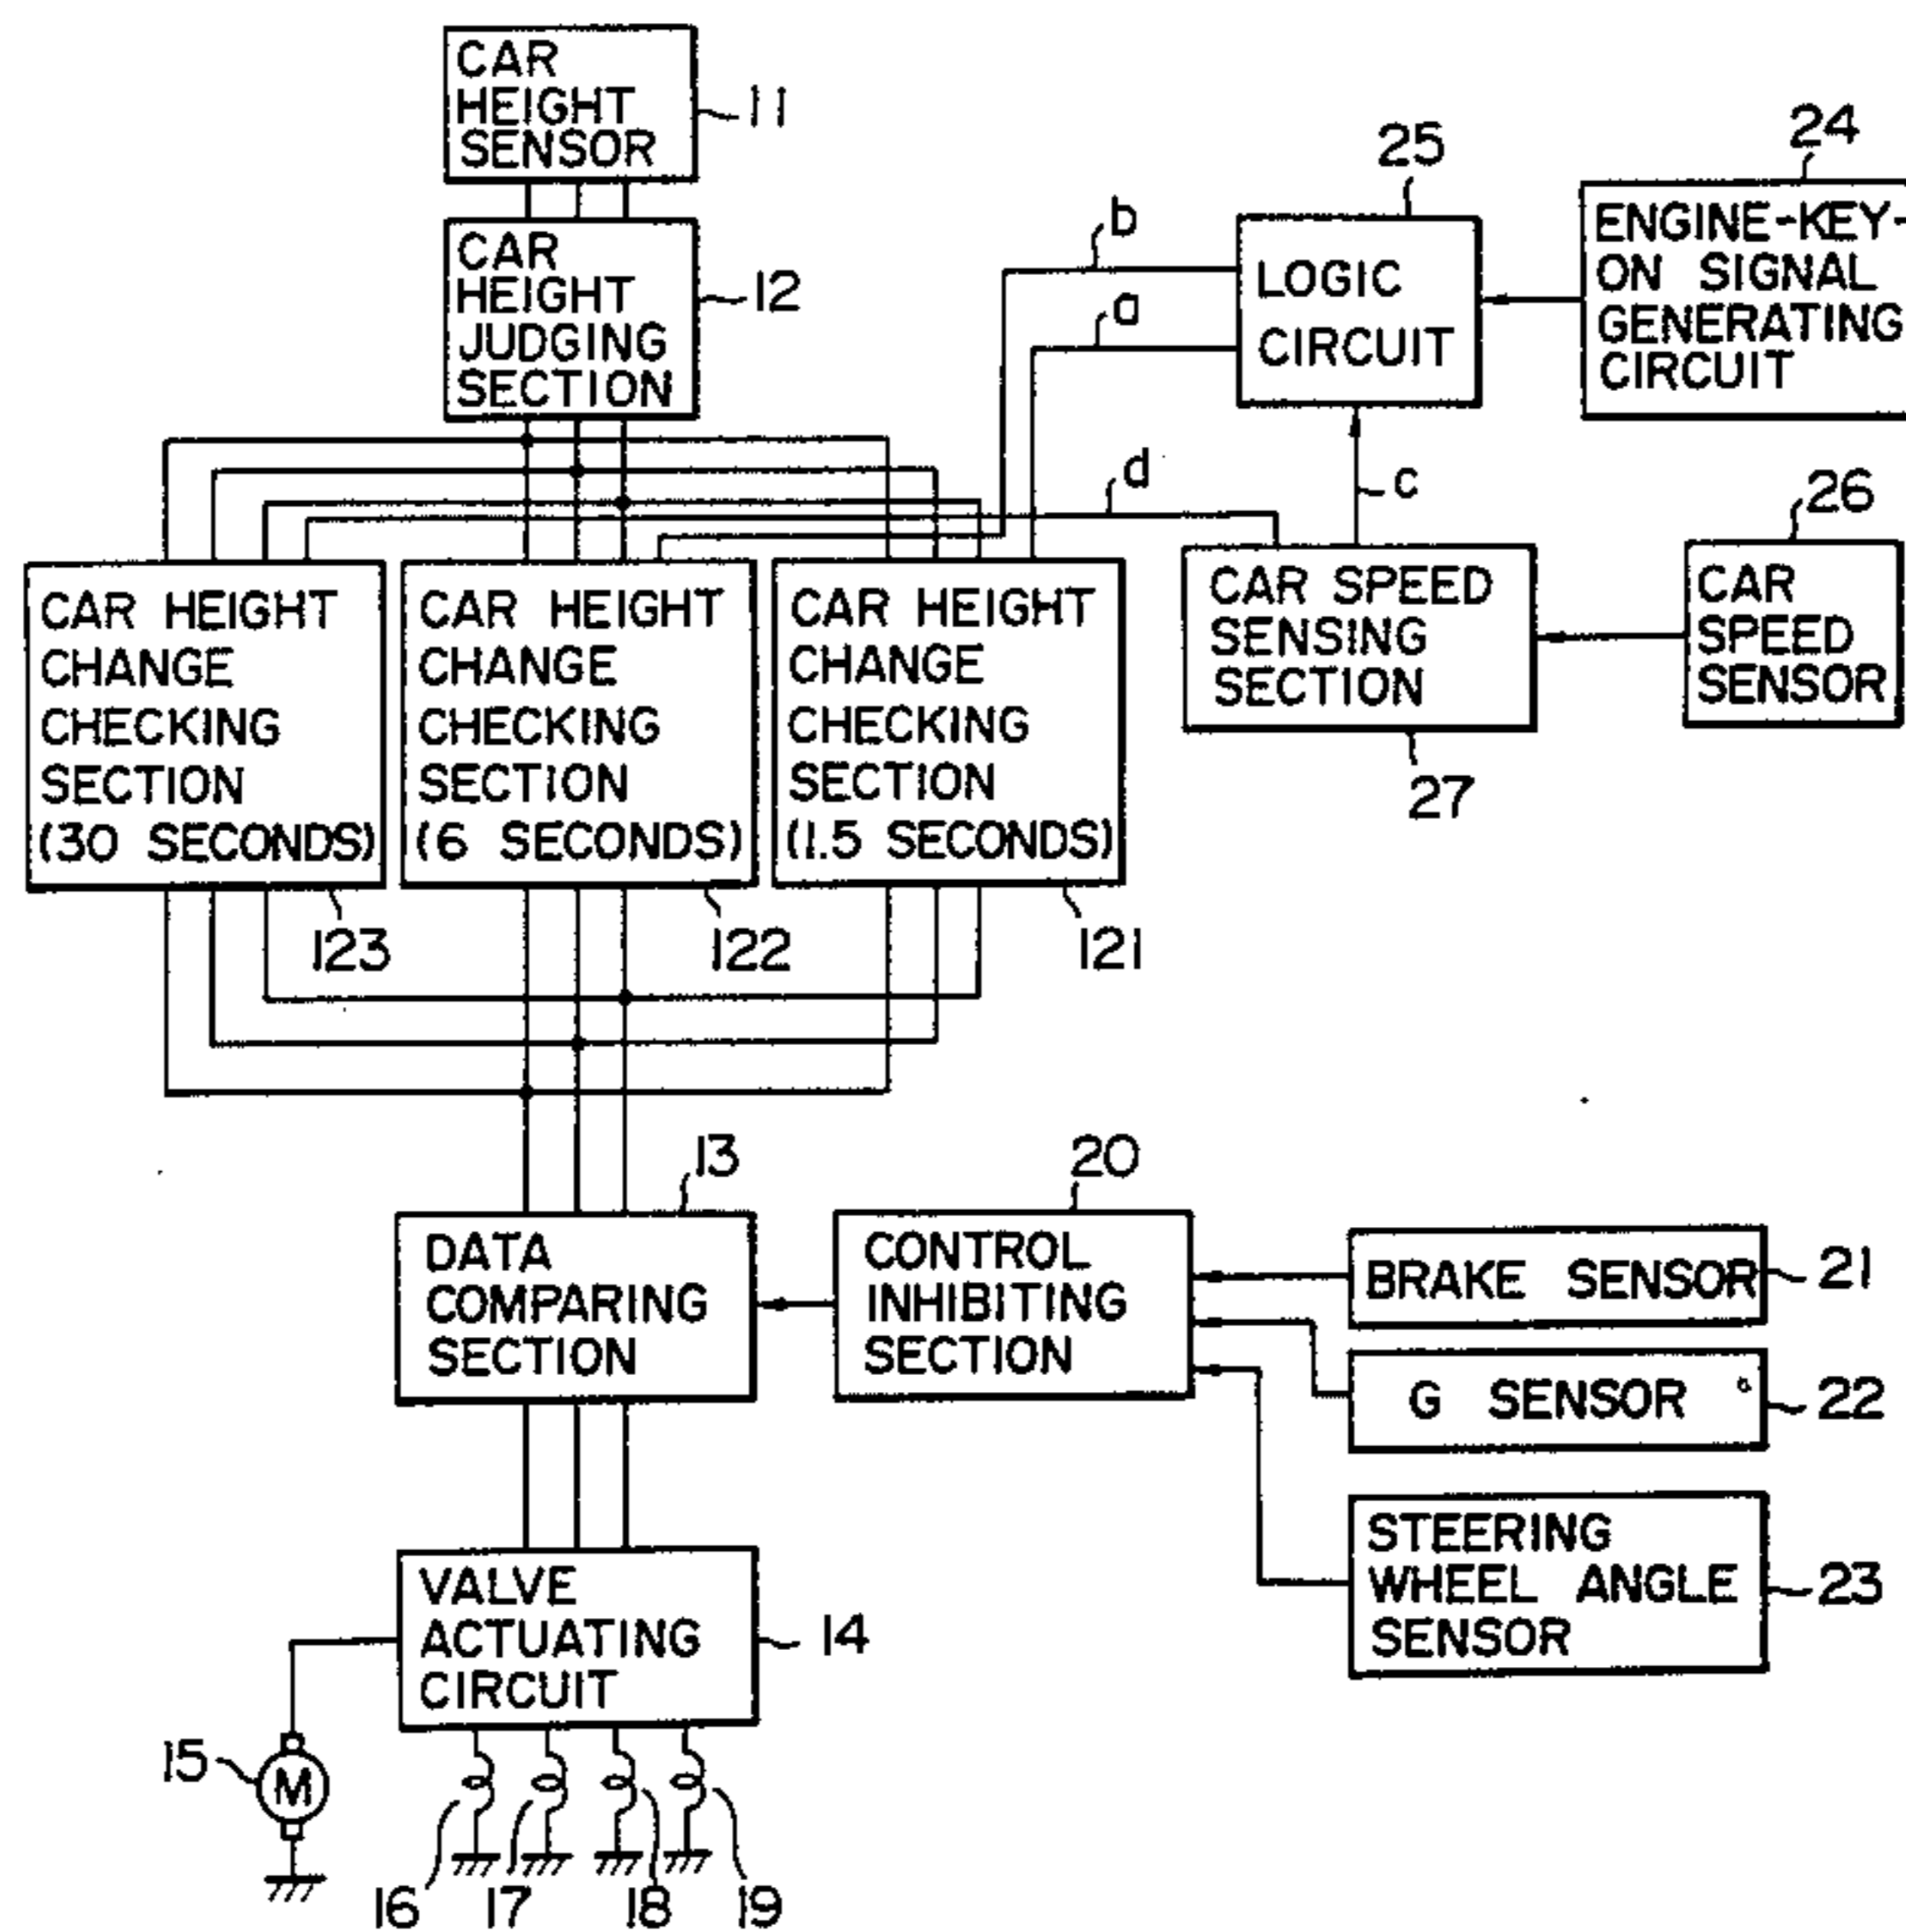 CAR
HEIGHT
SENSOR
11
CAR
HEIGHT
JUDGING
SECTION
12
25
LOGIC
CIRCUIT
24
ENGINE-KEY-
ON SIGNAL
GENERATING
CIRCUIT
b
a
d
c
26
CAR
SPEED
SENSOR
CAR SPEED
SENSING
SECTION
27
CAR HEIGHT
CHANGE
CHECKING
SECTION
(30 SECONDS)
123
CAR HEIGHT
CHANGE
CHECKING
SECTION
(6 SECONDS)
122
CAR HEIGHT
CHANGE
CHECKING
SECTION
(1.5 SECONDS)
121
13
DATA
COMPARING
SECTION
20
CONTROL
INHIBITING
SECTION
BRAKE SENSOR
21
G SENSOR
22
STEERING
WHEEL ANGLE
SENSOR
23
VALVE
ACTUATING
CIRCUIT
14
15
M
16
17
18
19